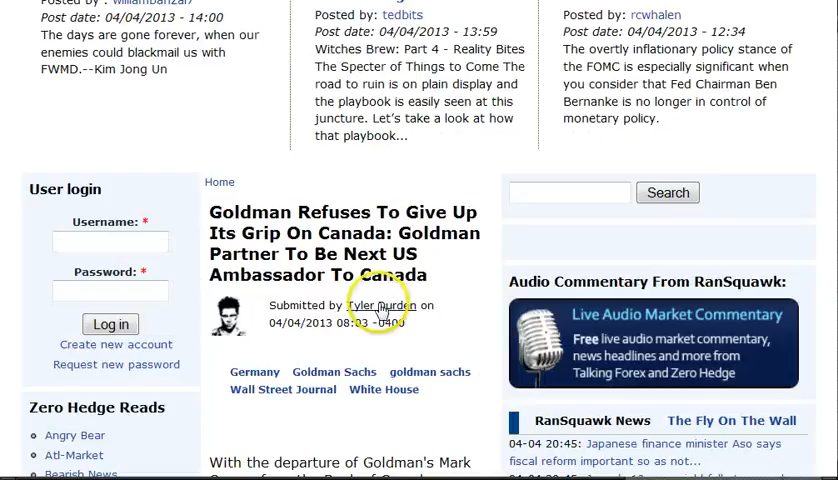 Post date: 04/04/2013 - 14:00
The days are gone forever, when our
enemies could blackmail us with
FWMD.--Kim Jong Un
Posted by: tedbits
Post date: 04/04/2013 - 13:59
Witches Brew: Part 4 - Reality Bites
The Specter of Things to Come The
road to ruin is on plain display and
the playbook is easily seen at this
juncture. Let's take a look at how
that playbook...
Posted by: rcwhalen
Post date: 04/04/2013 - 12:34
The overtly inflationary policy stance of
the FOMC is especially significant when
you consider that Fed Chairman Ben
Bernanke is no longer in control of
monetary policy.
User login
Username: *
Password: *
Log in
Create new account
Request new password
Zero Hedge Reads
Angry Bear
Atl-Market
Bearish News
Home
Goldman Refuses To Give Up
Its Grip On Canada: Goldman
Partner To Be Next US
Ambassador To Canada
Submitted by Tyler Durden on
04/04/2013 08:03 -0400
Germany Goldman Sachs goldman sachs
Wall Street Journal White House
With the departure of Goldman's Mark
Search
Audio Commentary From RanSquawk:
Live Audio Market Commentary
Free live audio market commentary,
news headlines and more from
Talking Forex and Zero Hedge
RanSquawk News The Fly On The Wall
04-04 20:45: Japanese finance minister Aso says
fiscal reform important so as not...